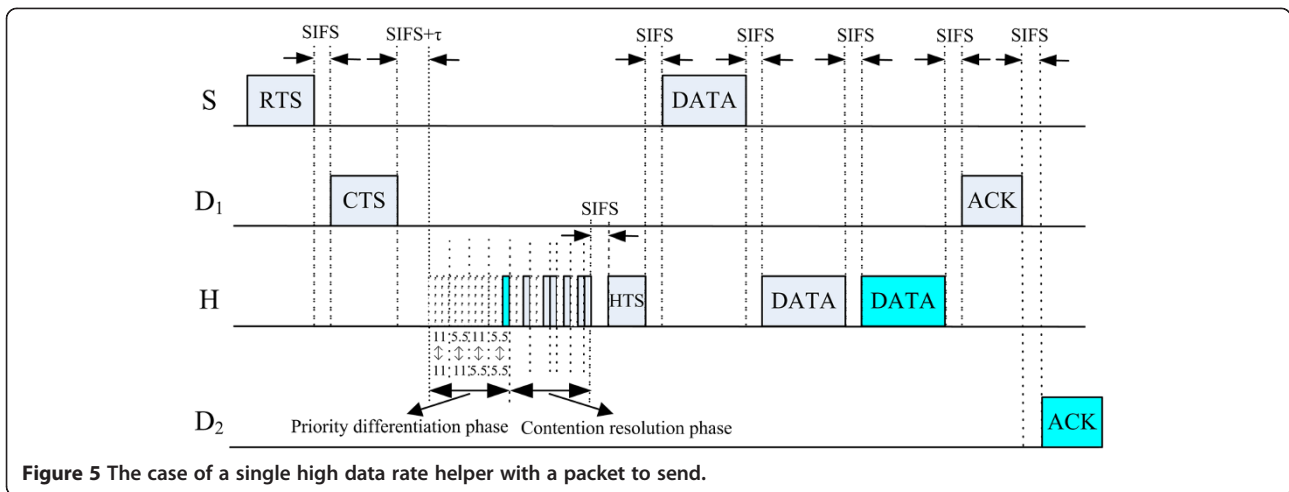 SIFS SIFS+τ SIFS SIFS SIFS SIFS SIFS
S RTS DATA
D₁ CTS ACK
SIFS
H HTS DATA DATA
11 5.5 11 5.5
↕ ↕ ↕ ↕
11 11 5.5 5.5
Priority differentiation phase Contention resolution phase
D₂ ACK
Figure 5 The case of a single high data rate helper with a packet to send.